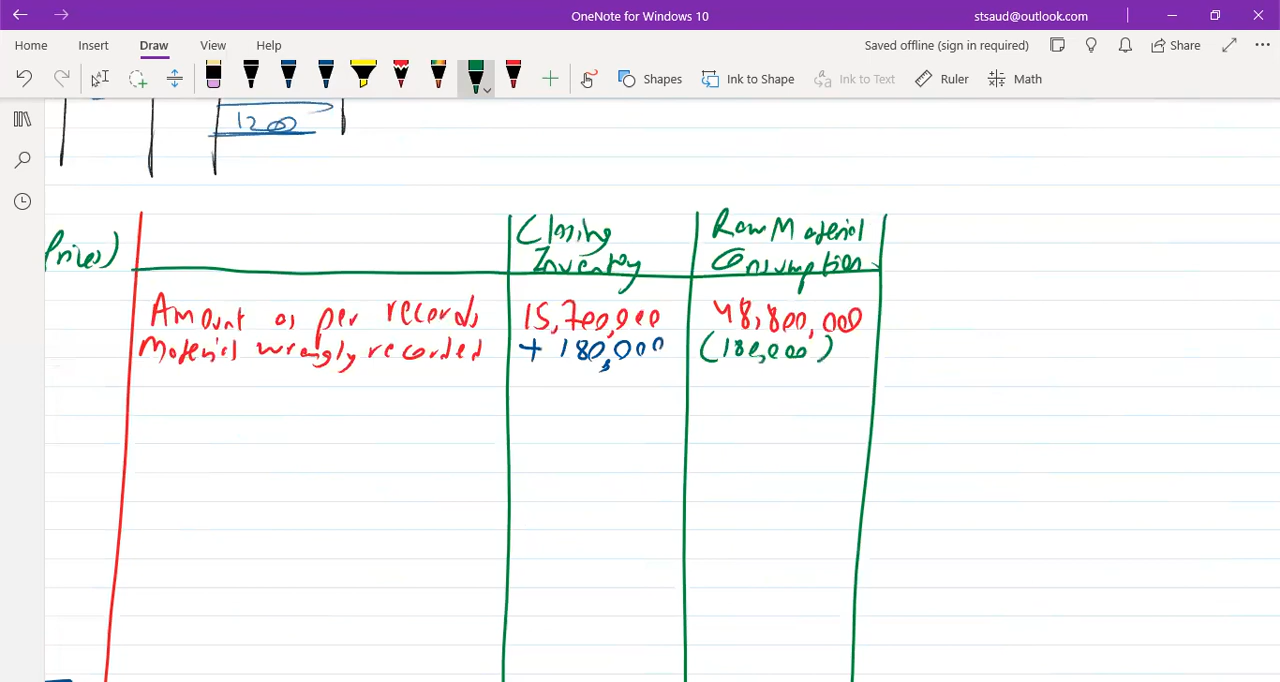 OneNote for Windows 10
stsaud@outlook.com
Home Insert Draw View Help
Saved offline (sign in required) Share
Shapes Ink to Shape Ink to Text Ruler Math
1200
Prices)
Closing Inventory
Raw Material Consumption
Amount as per records 15,700,000 48,800,000
Material wrongly recorded + 180,000 (180,000)